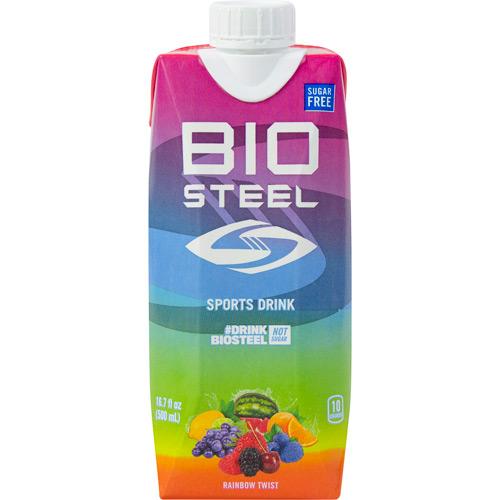 SUGAR
FREE
BIO
STEEL
SPORTS DRINK
#DRINK
BIOSTEEL NOT
SUGAR
16.7 fl oz
(500 mL)
10
RAINBOW TWIST